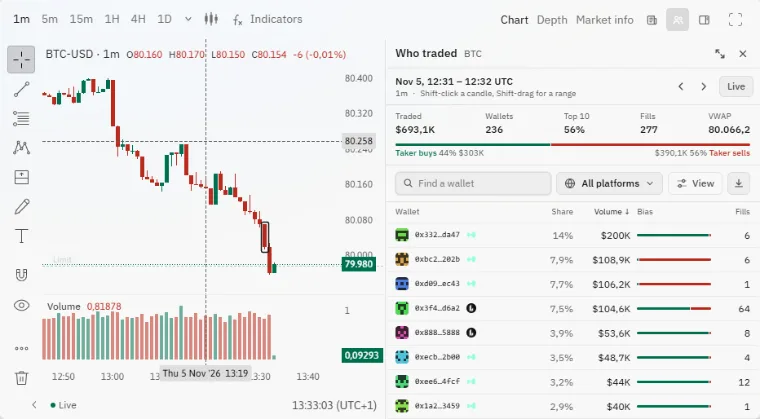 1m 5m 15m 1H 4H 1D Indicators Chart Depth Market info
BTC-USD · 1m O80.160 H80.170 L80.150 C80.154 -6 (-0,01%)
80.400
80.320
80.258
80.240
80.160
80.080
80.000
Limit
79.980
Volume 0,81878
1
0,09293
12:50 13:00 Thu 5 Nov '26 13:19 13:30 13:40
Live
13:33:03 (UTC+1)
Who traded BTC
Nov 5, 12:31 – 12:32 UTC
1m · Shift-click a candle, Shift-drag for a range
Live
Traded Wallets Top 10 Fills VWAP
$693,1K 236 56% 277 80.066,2
Taker buys 44% $303K $390,1K 56% Taker sells
Find a wallet All platforms View
Wallet Share Volume ↓ Bias Fills
0x332...da47 14% $200K 6
0xbc2...202b 7,9% $108,9K 6
0xd09...ec43 7,7% $106,2K 1
0x3f4...d6a2 7,5% $104,6K 64
0x888...5888 3,9% $53,6K 8
0xecb...2b00 3,5% $48,7K 4
0xee6...4fcf 3,2% $44K 12
0x1a2...3459 2,9% $40K 1